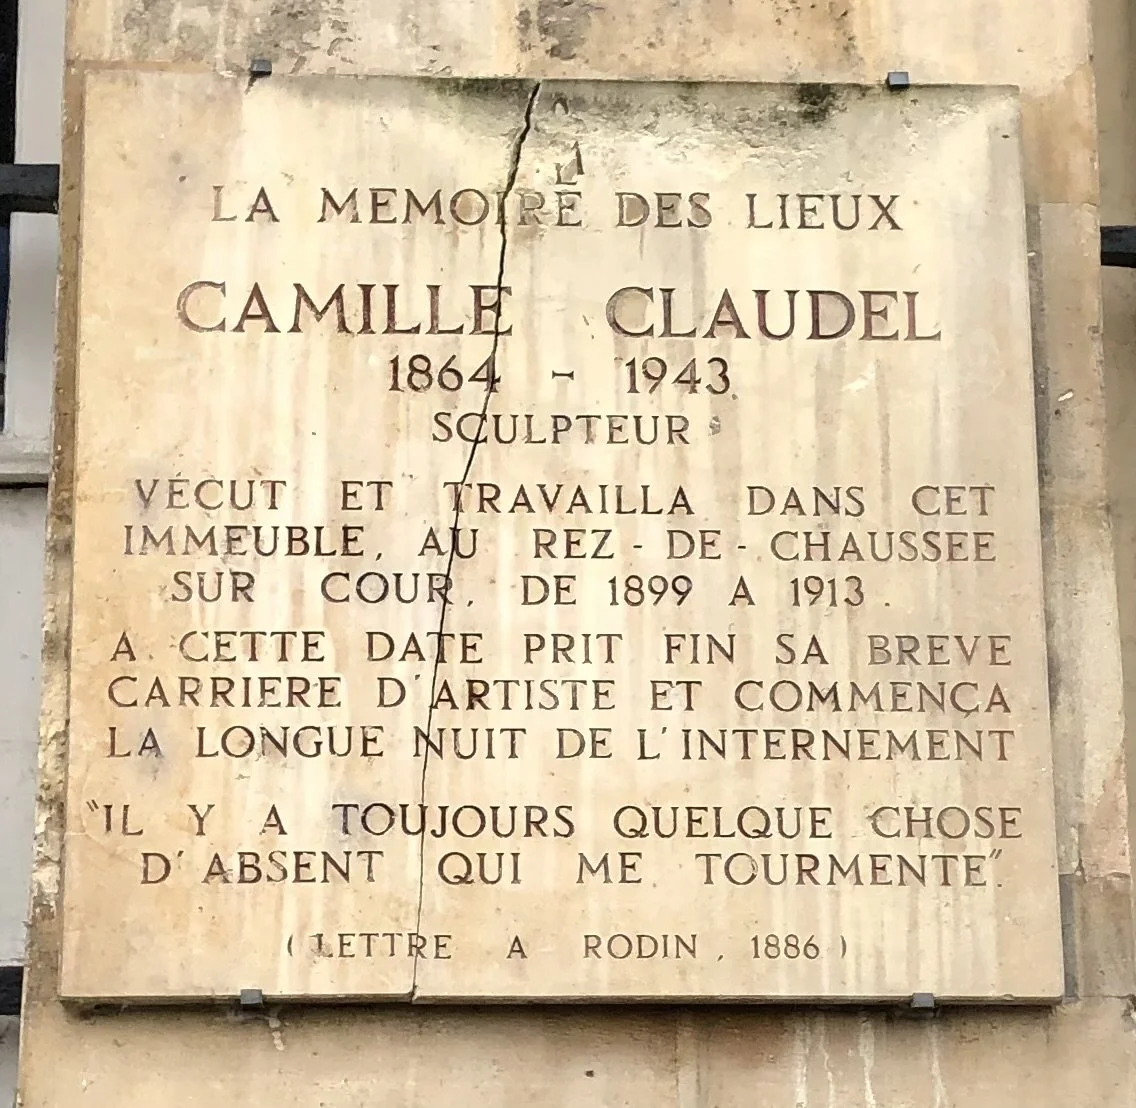 LA MEMOIRE DES LIEUX
CAMILLE CLAUDEL
1864 - 1943
SCULPTEUR
VÉCUT ET TRAVAILLA DANS CET
IMMEUBLE, AU REZ-DE-CHAUSSEE
SUR COUR, DE 1899 A 1913.
A CETTE DATE PRIT FIN SA BREVE
CARRIERE D'ARTISTE ET COMMENÇA
LA LONGUE NUIT DE L'INTERNEMENT
"IL Y A TOUJOURS QUELQUE CHOSE
D'ABSENT QUI ME TOURMENTE".
(LETTRE A RODIN, 1886)